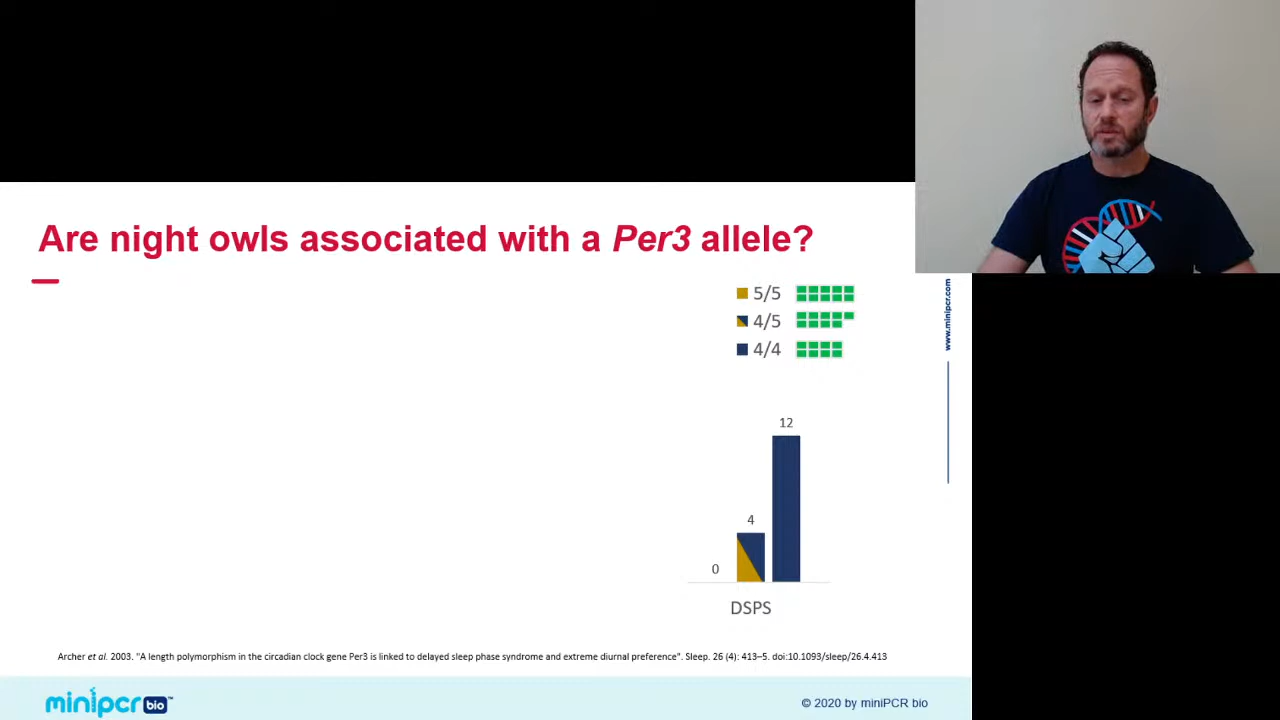 Are night owls associated with a Per3 allele?
5/5
4/5
4/4
www.minipcr.com
12
4
0
DSPS
Archer et al. 2003. "A length polymorphism in the circadian clock gene Per3 is linked to delayed sleep phase syndrome and extreme diurnal preference". Sleep. 26 (4): 413–5. doi:10.1093/sleep/26.4.413
minipcr bio™
© 2020 by miniPCR bio